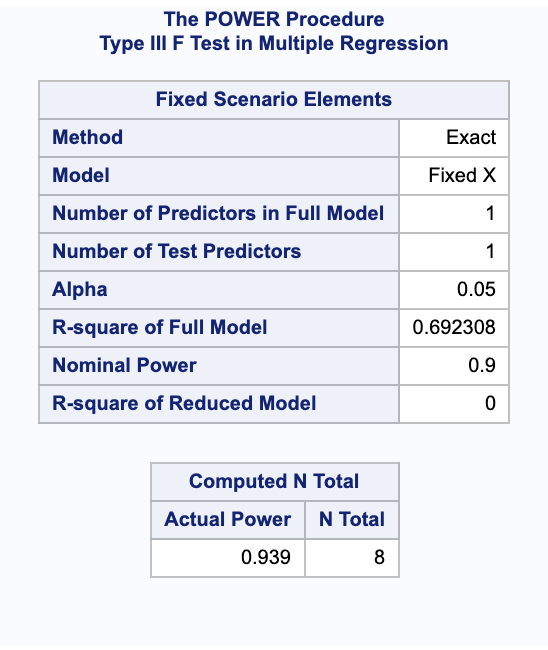 The POWER Procedure
Type III F Test in Multiple Regression
Fixed Scenario Elements
Method Exact
Model Fixed X
Number of Predictors in Full Model 1
Number of Test Predictors 1
Alpha 0.05
R-square of Full Model 0.692308
Nominal Power 0.9
R-square of Reduced Model 0
Computed N Total
Actual Power N Total
0.939 8